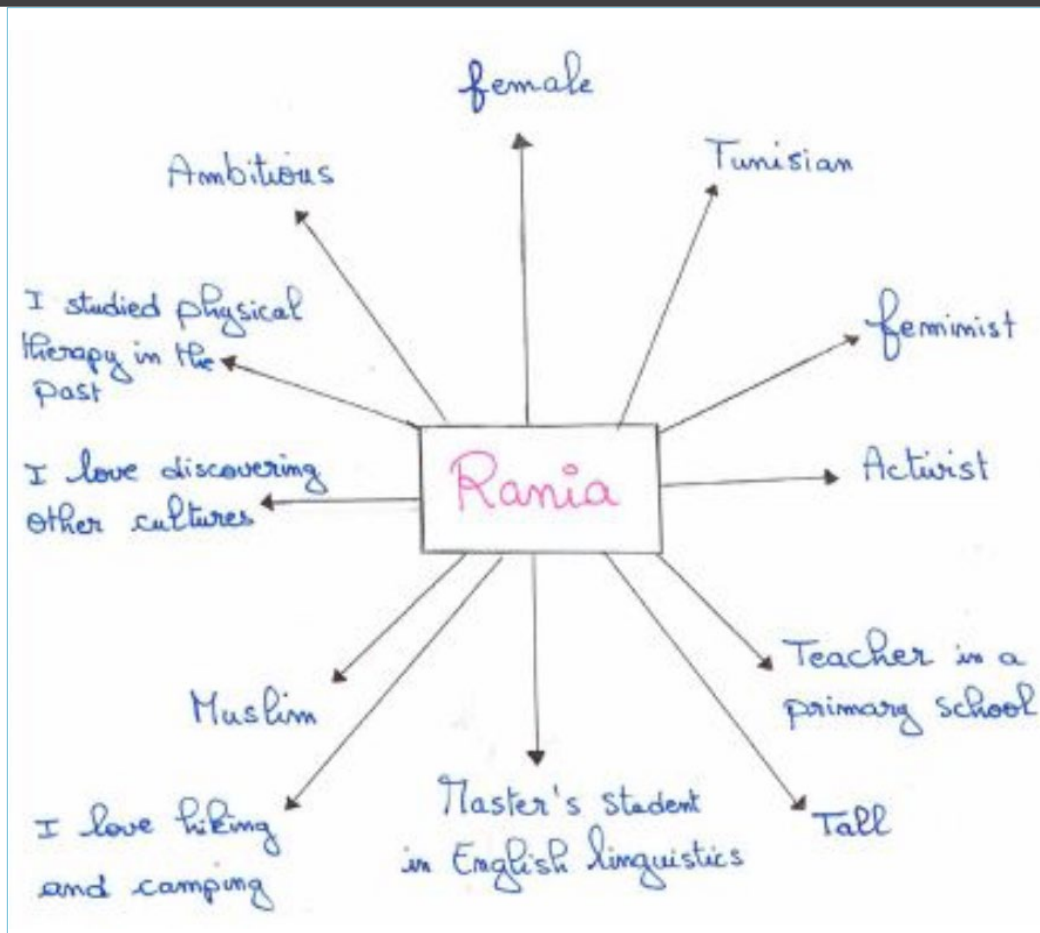 female
Ambitious
Tunisian
I studied physical
therapy in the
past
feminist
I love discovering
other cultures
Rania
Activist
Muslim
Teacher in a
primary school
I love hiking
and camping
Master's student
in English linguistics
Tall